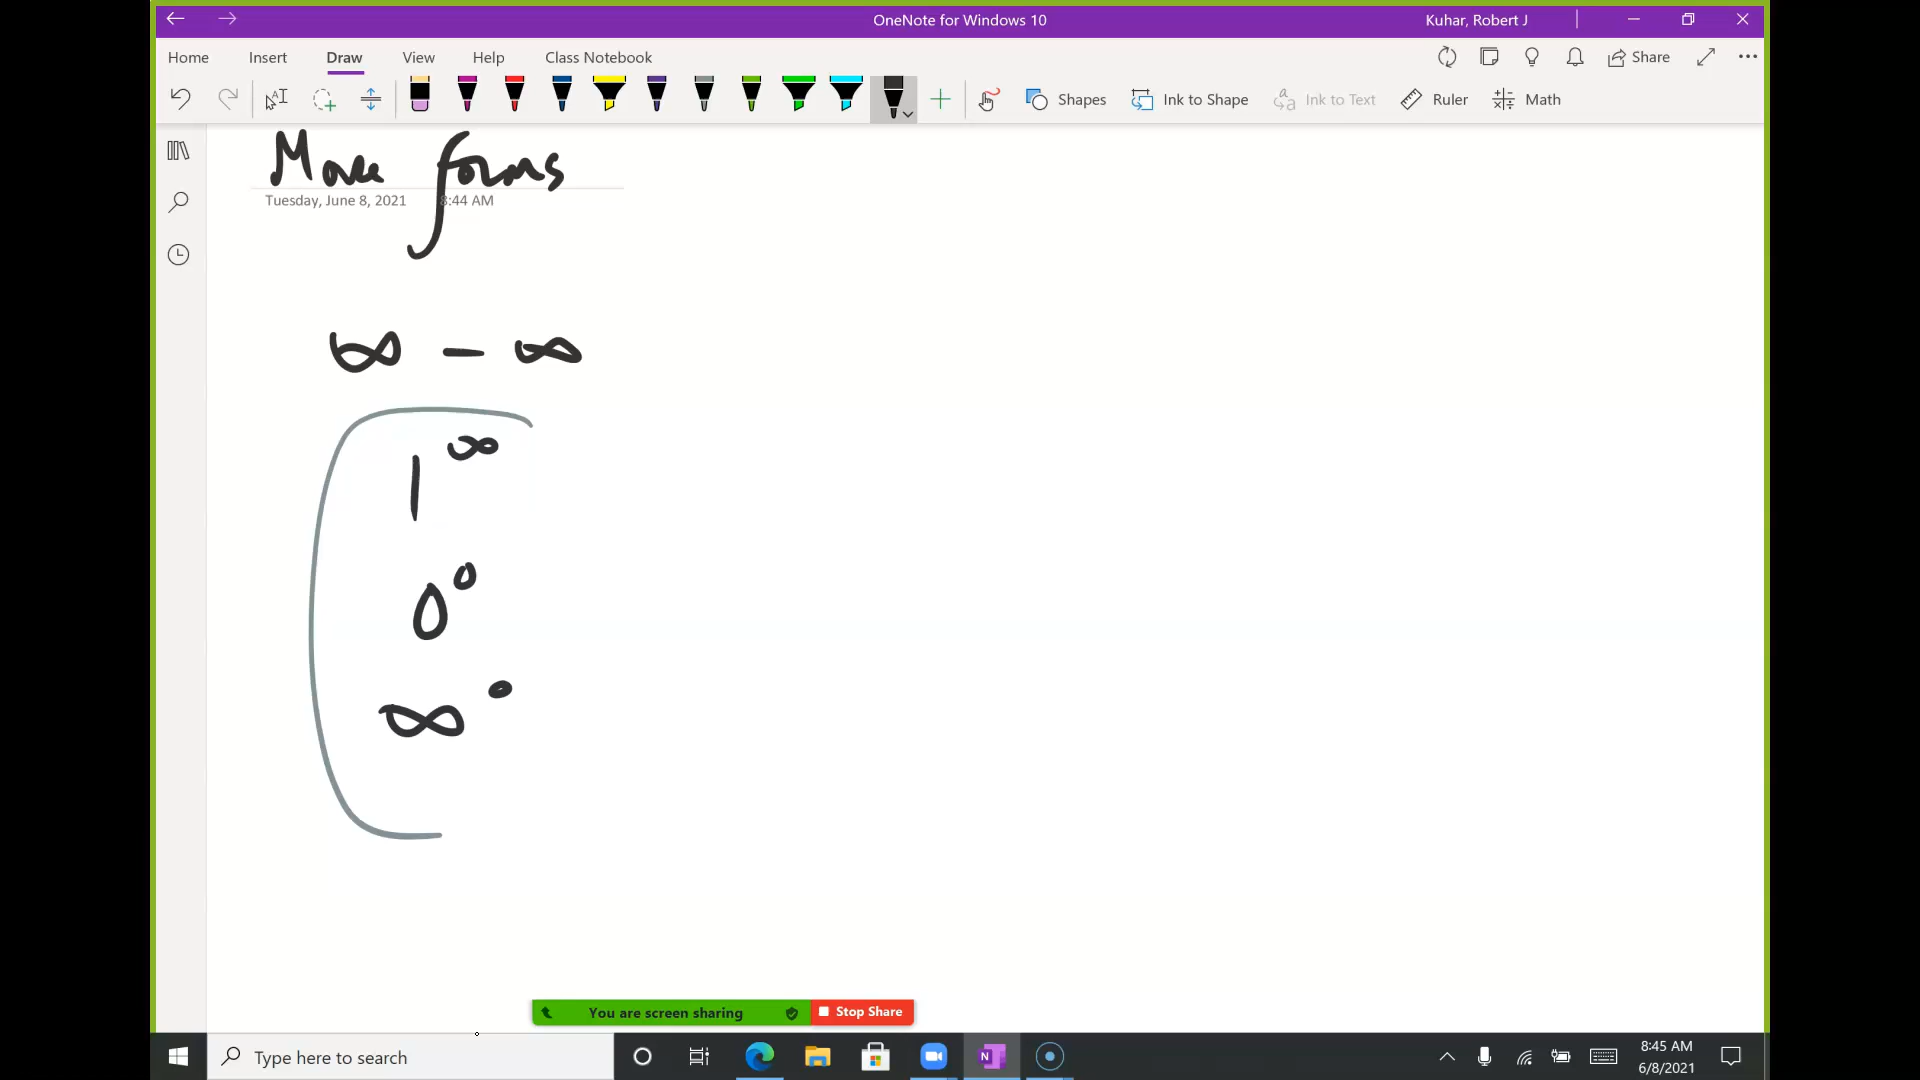 OneNote for Windows 10
Kuhar, Robert J
Home Insert Draw View Help Class Notebook
Share
Shapes Ink to Shape Ink to Text Ruler Math
More forms
Tuesday, June 8, 2021 8:44 AM
∞ - ∞
1^∞
0^0
∞^0
You are screen sharing Stop Share
Type here to search
8:45 AM
6/8/2021